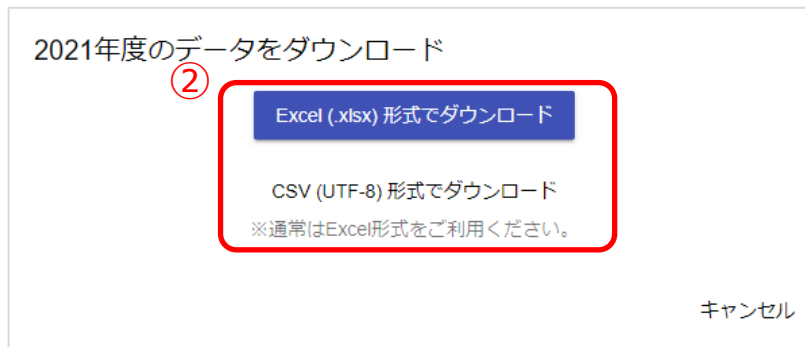 2021年度のデータをダウンロード
②
Excel (.xlsx) 形式でダウンロード
CSV (UTF-8) 形式でダウンロード
※通常はExcel形式をご利用ください。
キャンセル